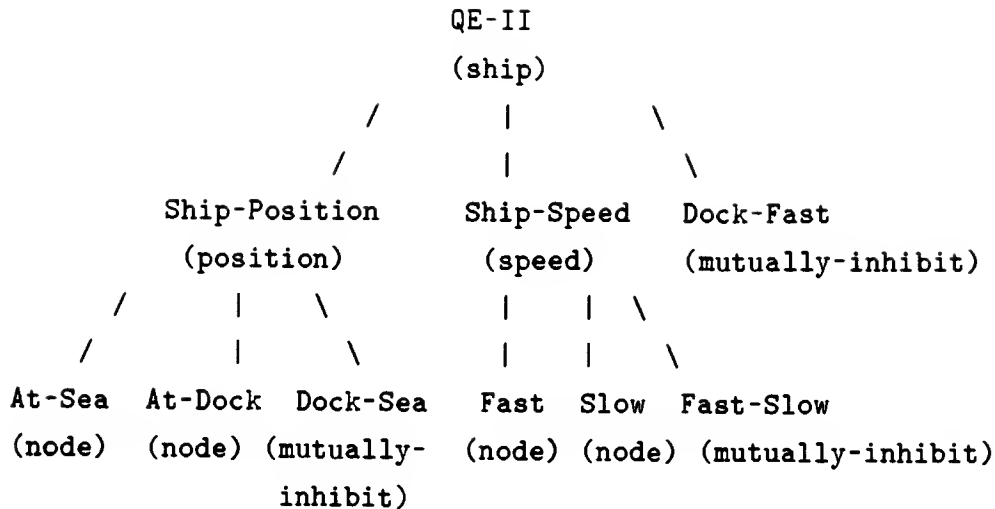 QE-II
(ship)
Ship-Position Ship-Speed Dock-Fast
(position) (speed) (mutually-inhibit)
At-Sea At-Dock Dock-Sea Fast Slow Fast-Slow
(node) (node) (mutually- (node) (node) (mutually-inhibit)
inhibit)